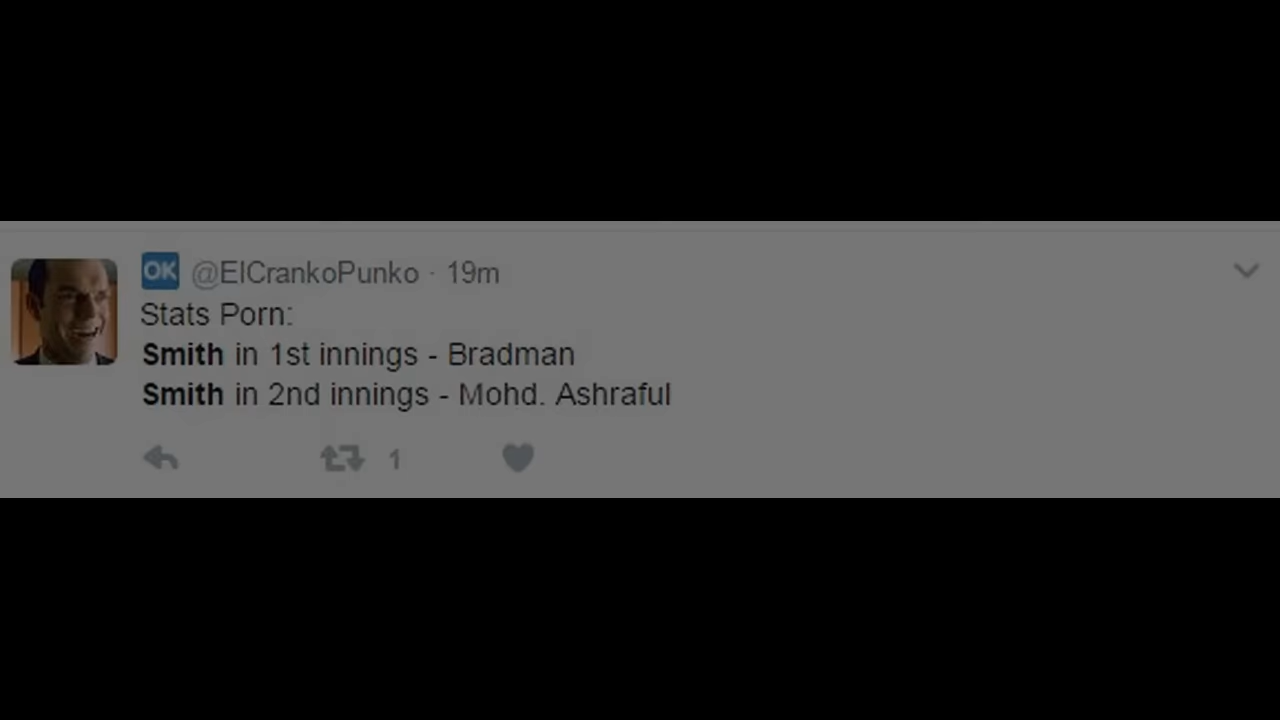 OK @ElCrankoPunko · 19m
Stats Porn:
Smith in 1st innings - Bradman
Smith in 2nd innings - Mohd. Ashraful
1